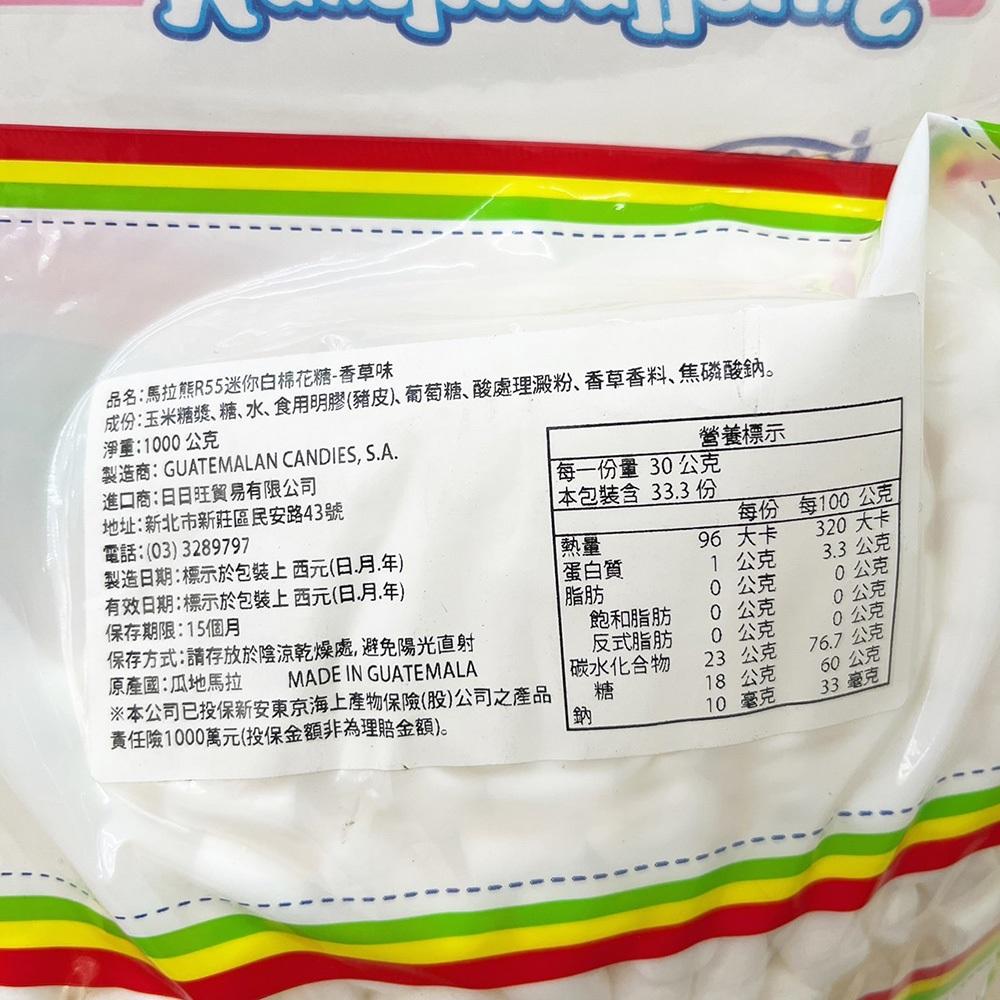 品名:馬拉熊R55迷你白棉花糖-香草味
成份:玉米糖漿、糖、水、食用明膠(豬皮)、葡萄糖、酸處理澱粉、香草香料、焦磷酸鈉。
淨重:1000 公克
製造商: GUATEMALAN CANDIES, S.A.
進口商:日日旺貿易有限公司
地址:新北市新莊區民安路43號
電話:(03) 3289797
製造日期:標示於包裝上 西元(日.月.年)
有效日期:標示於包裝上 西元(日.月.年)
保存期限:15個月
保存方式:請存放於陰涼乾燥處, 避免陽光直射
原產國:瓜地馬拉 MADE IN GUATEMALA
※本公司已投保新安東京海上產物保險(股)公司之產品
責任險1000萬元(投保金額非為理賠金額)。
營養標示
每一份量 30 公克
本包裝含 33.3 份
每份 每100 公克
熱量 96 大卡 320 大卡
蛋白質 1 公克 3.3 公克
脂肪 0 公克 0 公克
飽和脂肪 0 公克 0 公克
反式脂肪 0 公克 0 公克
碳水化合物 23 公克 76.7 公克
糖 18 公克 60 公克
鈉 10 毫克 33 毫克